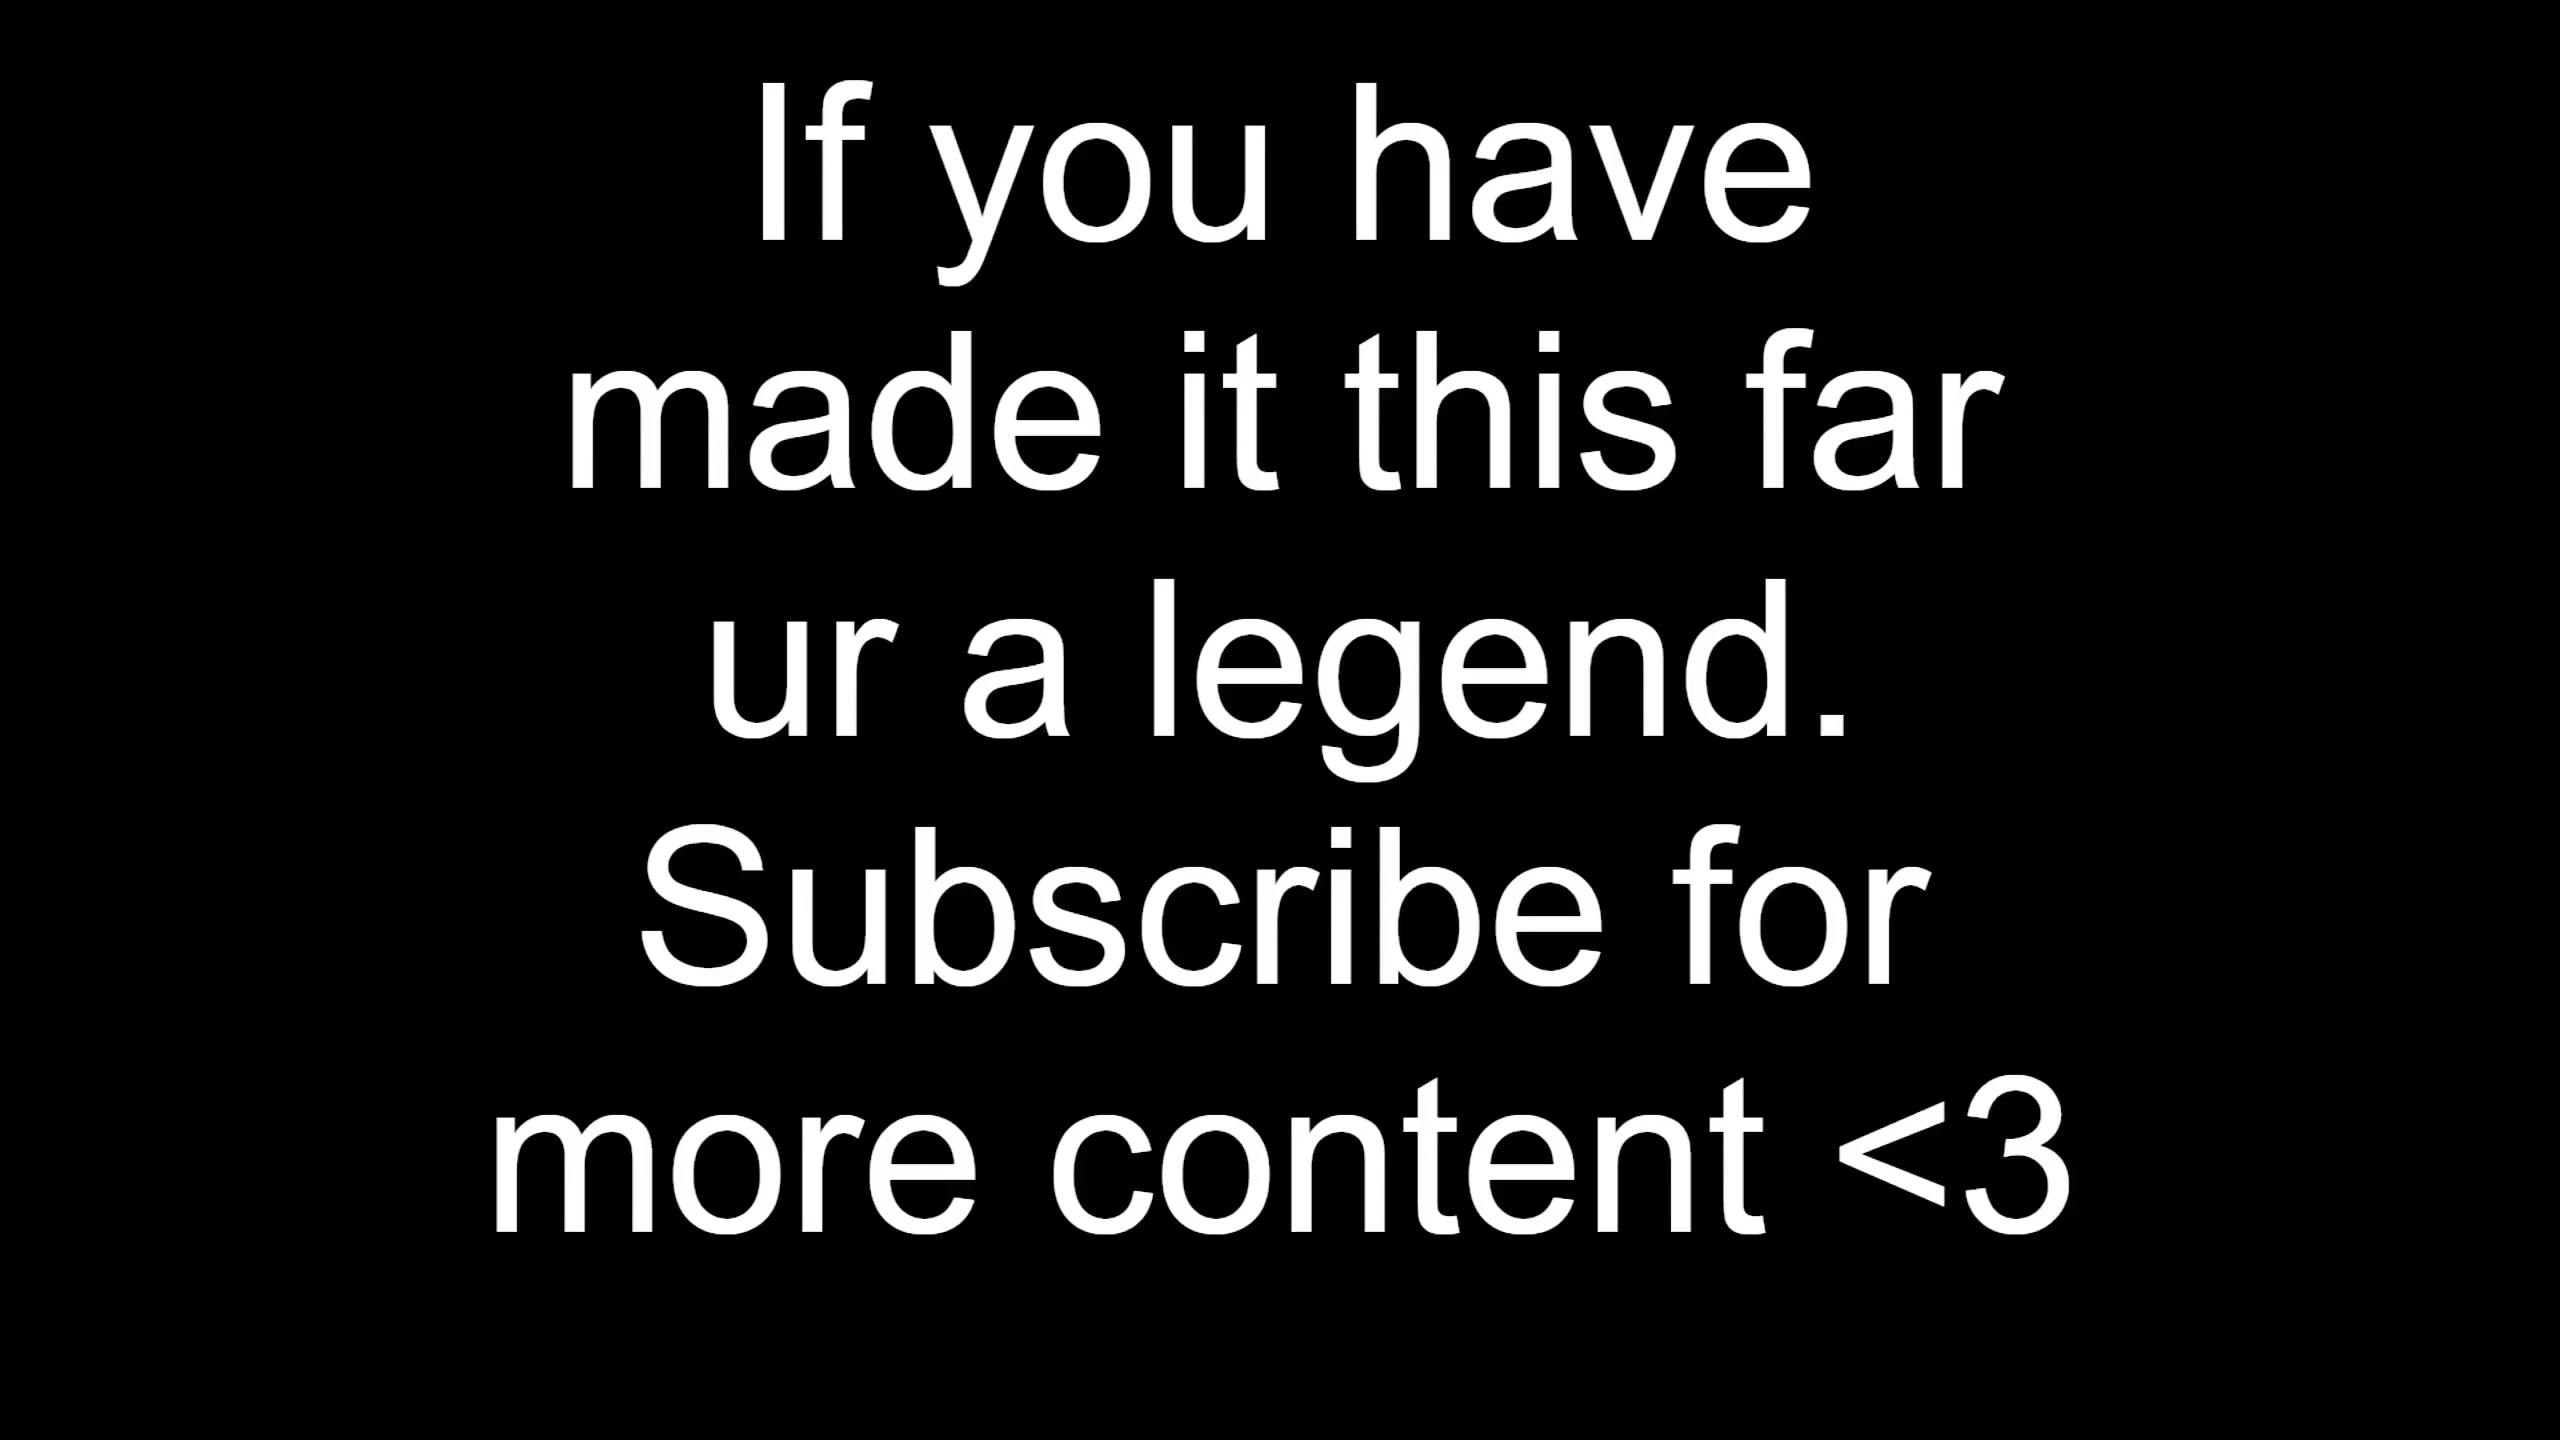 If you have
made it this far
ur a legend.
Subscribe for
more content <3